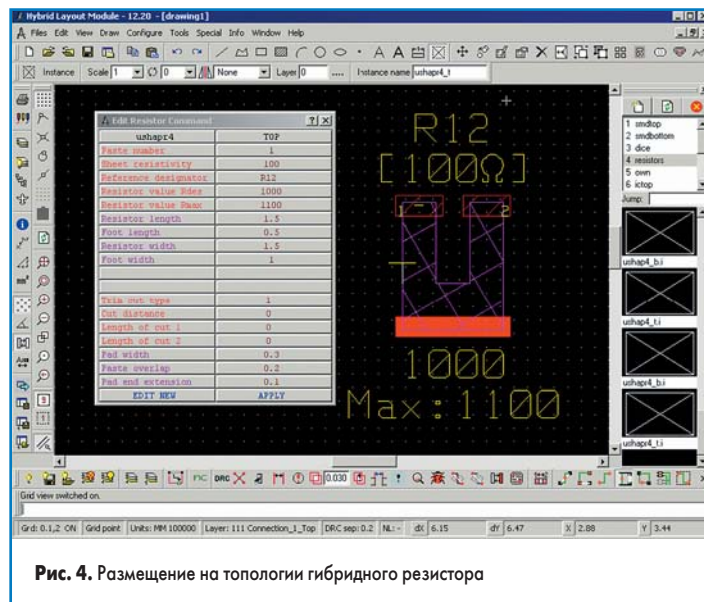 Hybrid Layout Module - 12.20 - [drawing1]
Files Edit View Draw Configure Tools Special Info Window Help
Instance Scale 1 0 None Layer 0 .... Instance name ushapr4_t
Edit Resistor Command
ushapr4 TOP
Paste number 1
Sheet resistivity 100
Reference designator R12
Resistor value Rdes 1000
Resistor value Rmax 1100
Resistor length 1.5
Foot length 0.5
Resistor width 1.5
Foot width 1
Trim cut type 1
Cut distance 0
Length of cut 1 0
Length of cut 2 0
Pad width 0.3
Paste overlap 0.2
Pad end extension 0.1
EDIT NEW APPLY
R12
[100Ω]
1 2
1000
Max:1100
1 smdtop
2 smdbottom
3 dice
4 resistors
5 own
6 ictop
Jump:
ushap4_b.i
ushap4_t.i
ushapr4_b.i
ushapr4_t.i
NC DRC 0.030
Grid view switched on.
Grd: 0.1,2 ON Grid point Units: MM 100000 Layer: 111 Connection_1_Top DRC sep: 0.2 NL: - dX 6.15 dY 6.47 X 2.88 Y 3.44
Рис. 4. Размещение на топологии гибридного резистора